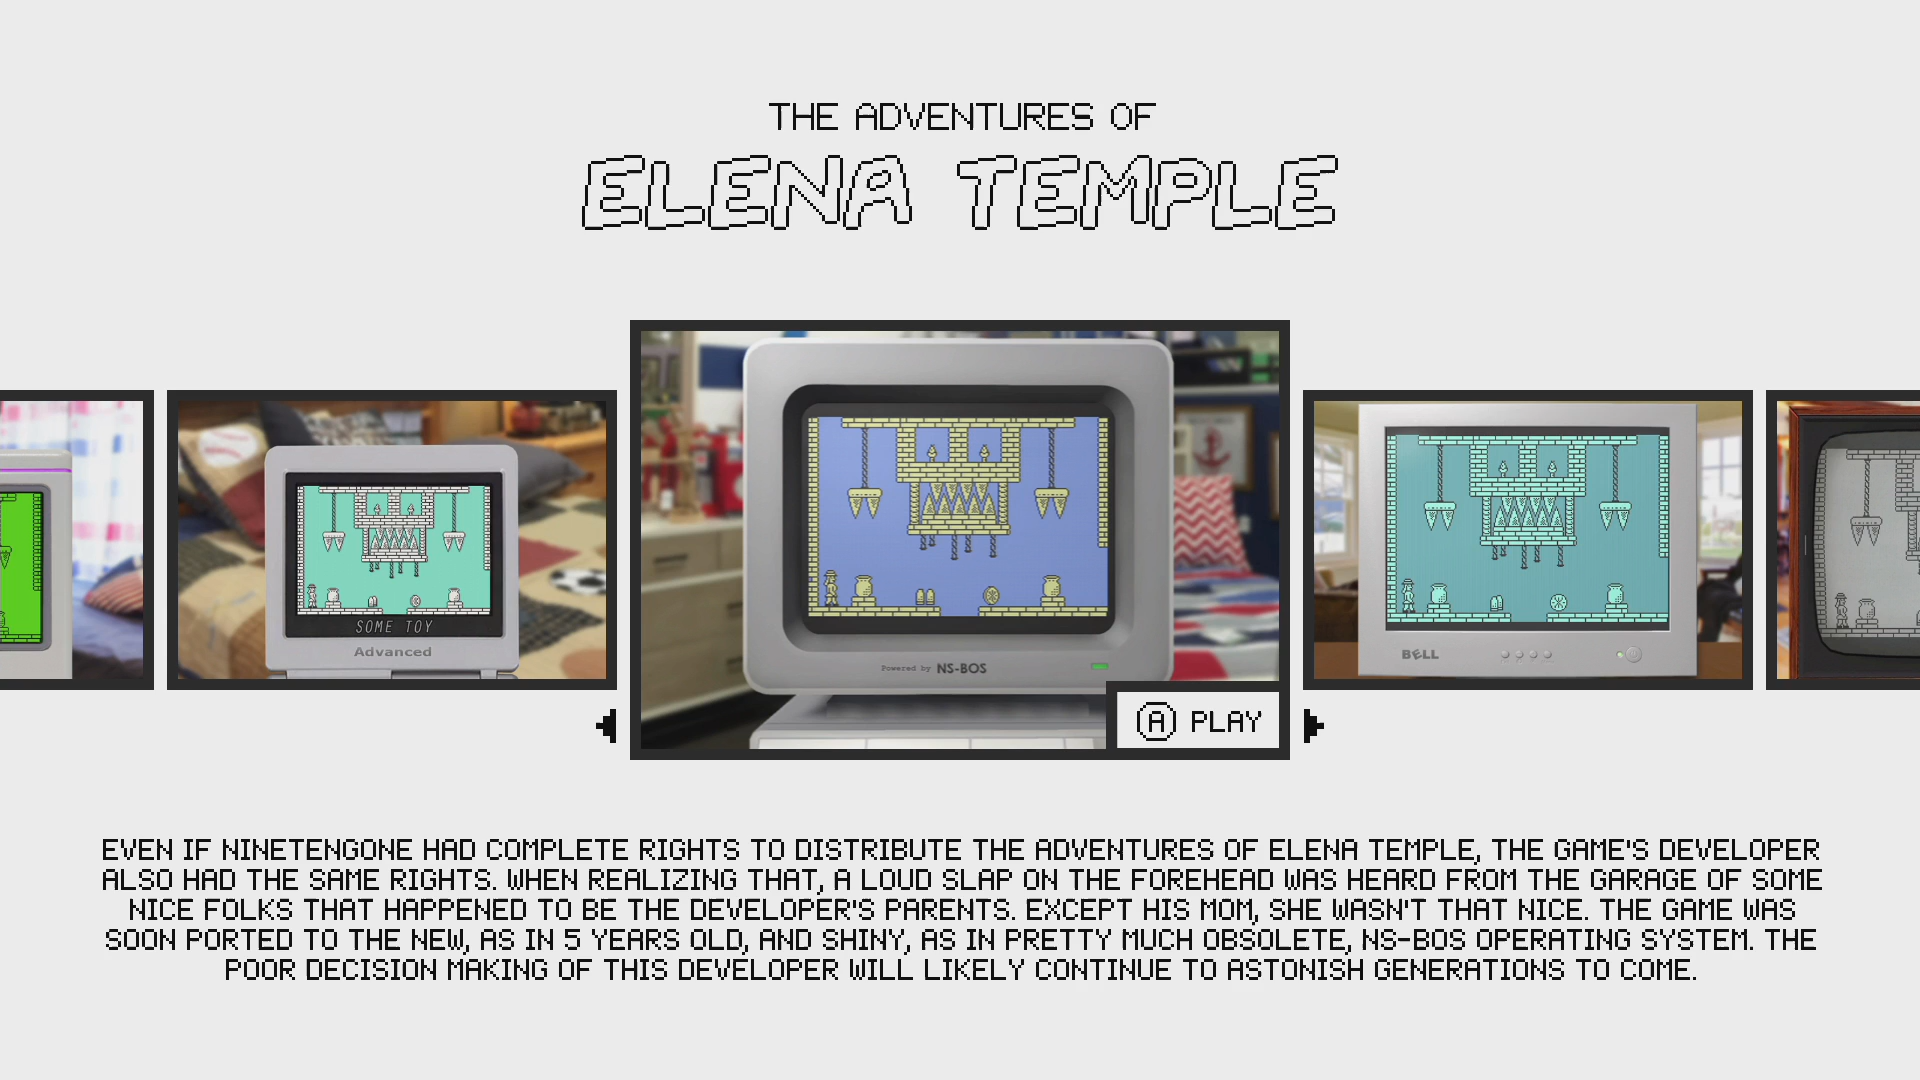 THE ADVENTURES OF
ELENA TEMPLE
SOME TOY
Advanced
Powered by NS-BOS
BELL
A PLAY
EVEN IF NINETENGONE HAD COMPLETE RIGHTS TO DISTRIBUTE THE ADVENTURES OF ELENA TEMPLE, THE GAME'S DEVELOPER
ALSO HAD THE SAME RIGHTS. WHEN REALIZING THAT, A LOUD SLAP ON THE FOREHEAD WAS HEARD FROM THE GARAGE OF SOME
NICE FOLKS THAT HAPPENED TO BE THE DEVELOPER'S PARENTS. EXCEPT HIS MOM, SHE WASN'T THAT NICE. THE GAME WAS
SOON PORTED TO THE NEW, AS IN 5 YEARS OLD, AND SHINY, AS IN PRETTY MUCH OBSOLETE, NS-BOS OPERATING SYSTEM. THE
POOR DECISION MAKING OF THIS DEVELOPER WILL LIKELY CONTINUE TO ASTONISH GENERATIONS TO COME.